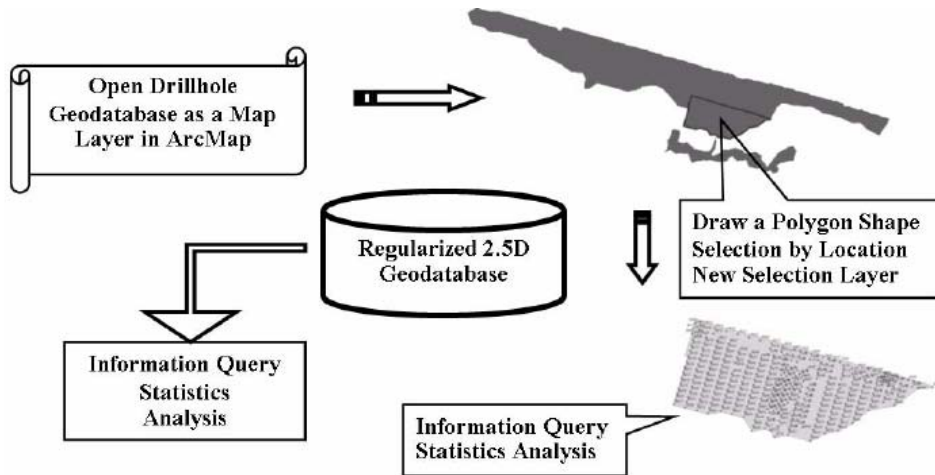 Open Drillhole
Geodatabase as a Map
Layer in ArcMap
Draw a Polygon Shape
Selection by Location
New Selection Layer
Regularized 2.5D
Geodatabase
Information Query
Statistics
Analysis
Information Query
Statistics Analysis